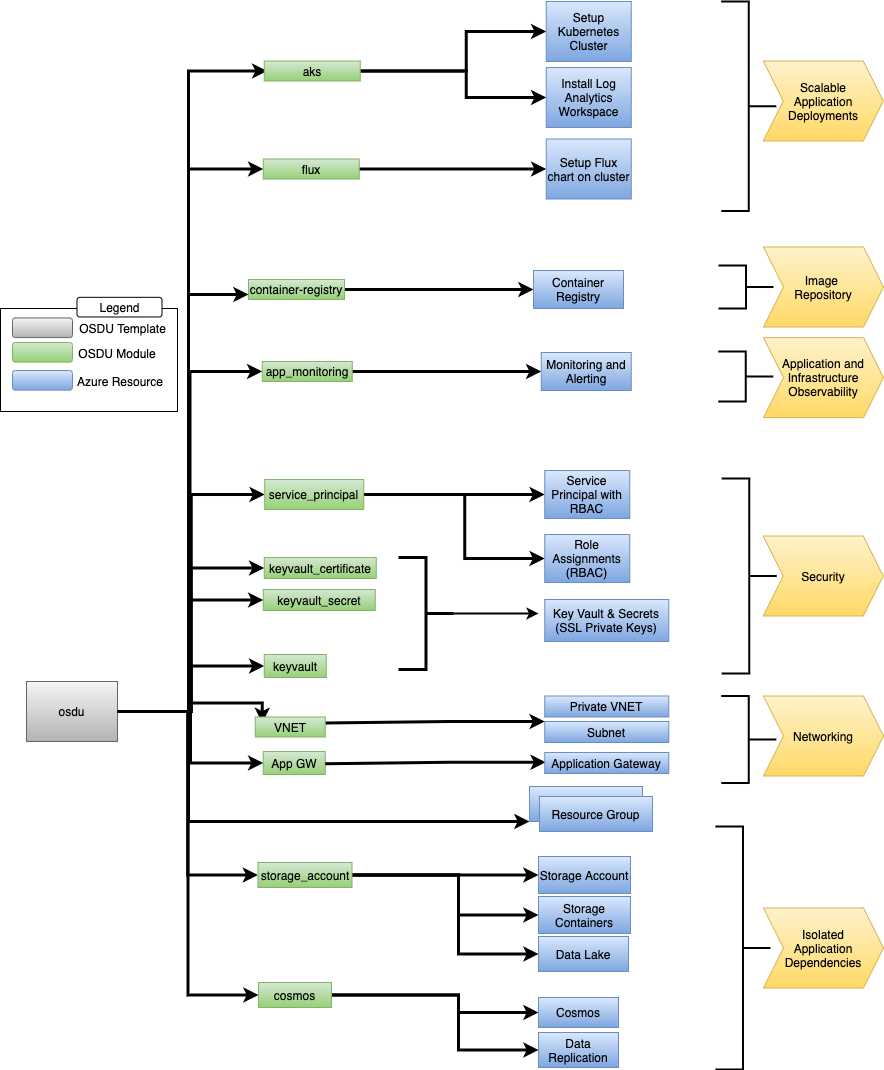 Setup
Kubernetes
Cluster
aks
Install Log
Analytics
Workspace
Scalable
Application
Deployments
flux
Setup Flux
chart on cluster
container-registry
Container
Registry
Image
Repository
Legend
OSDU Template
OSDU Module
Azure Resource
app_monitoring
Monitoring and
Alerting
Application and
Infrastructure
Observability
service_principal
Service
Principal with
RBAC
Role
Assignments
(RBAC)
keyvault_certificate
keyvault_secret
keyvault
Key Vault & Secrets
(SSL Private Keys)
Security
osdu
VNET
Private VNET
Subnet
App GW
Application Gateway
Networking
Resource Group
storage_account
Storage Account
Storage
Containers
Data Lake
Isolated
Application
Dependencies
cosmos
Cosmos
Data
Replication